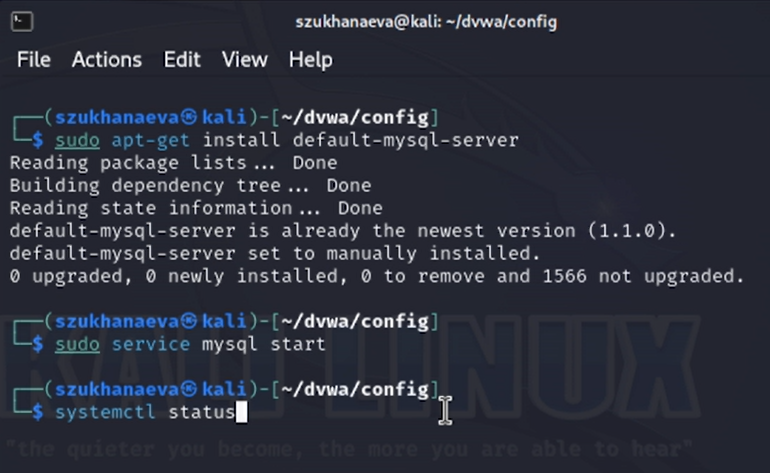 szukhanaeva@kali: ~/dvwa/config
File Actions Edit View Help
┌──(szukhanaeva㉿kali)-[~/dvwa/config]
└─$ sudo apt-get install default-mysql-server
Reading package lists... Done
Building dependency tree... Done
Reading state information... Done
default-mysql-server is already the newest version (1.1.0).
default-mysql-server set to manually installed.
0 upgraded, 0 newly installed, 0 to remove and 1566 not upgraded.
┌──(szukhanaeva㉿kali)-[~/dvwa/config]
└─$ sudo service mysql start
┌──(szukhanaeva㉿kali)-[~/dvwa/config]
└─$ systemctl status
KALI LINUX
"the quieter you become, the more you are able to hear"